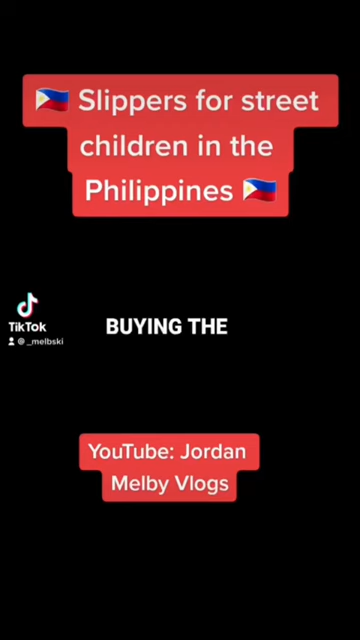 🇵🇭 Slippers for street
children in the
Philippines 🇵🇭
BUYING THE
TikTok
@ _melbski
YouTube: Jordan
Melby Vlogs